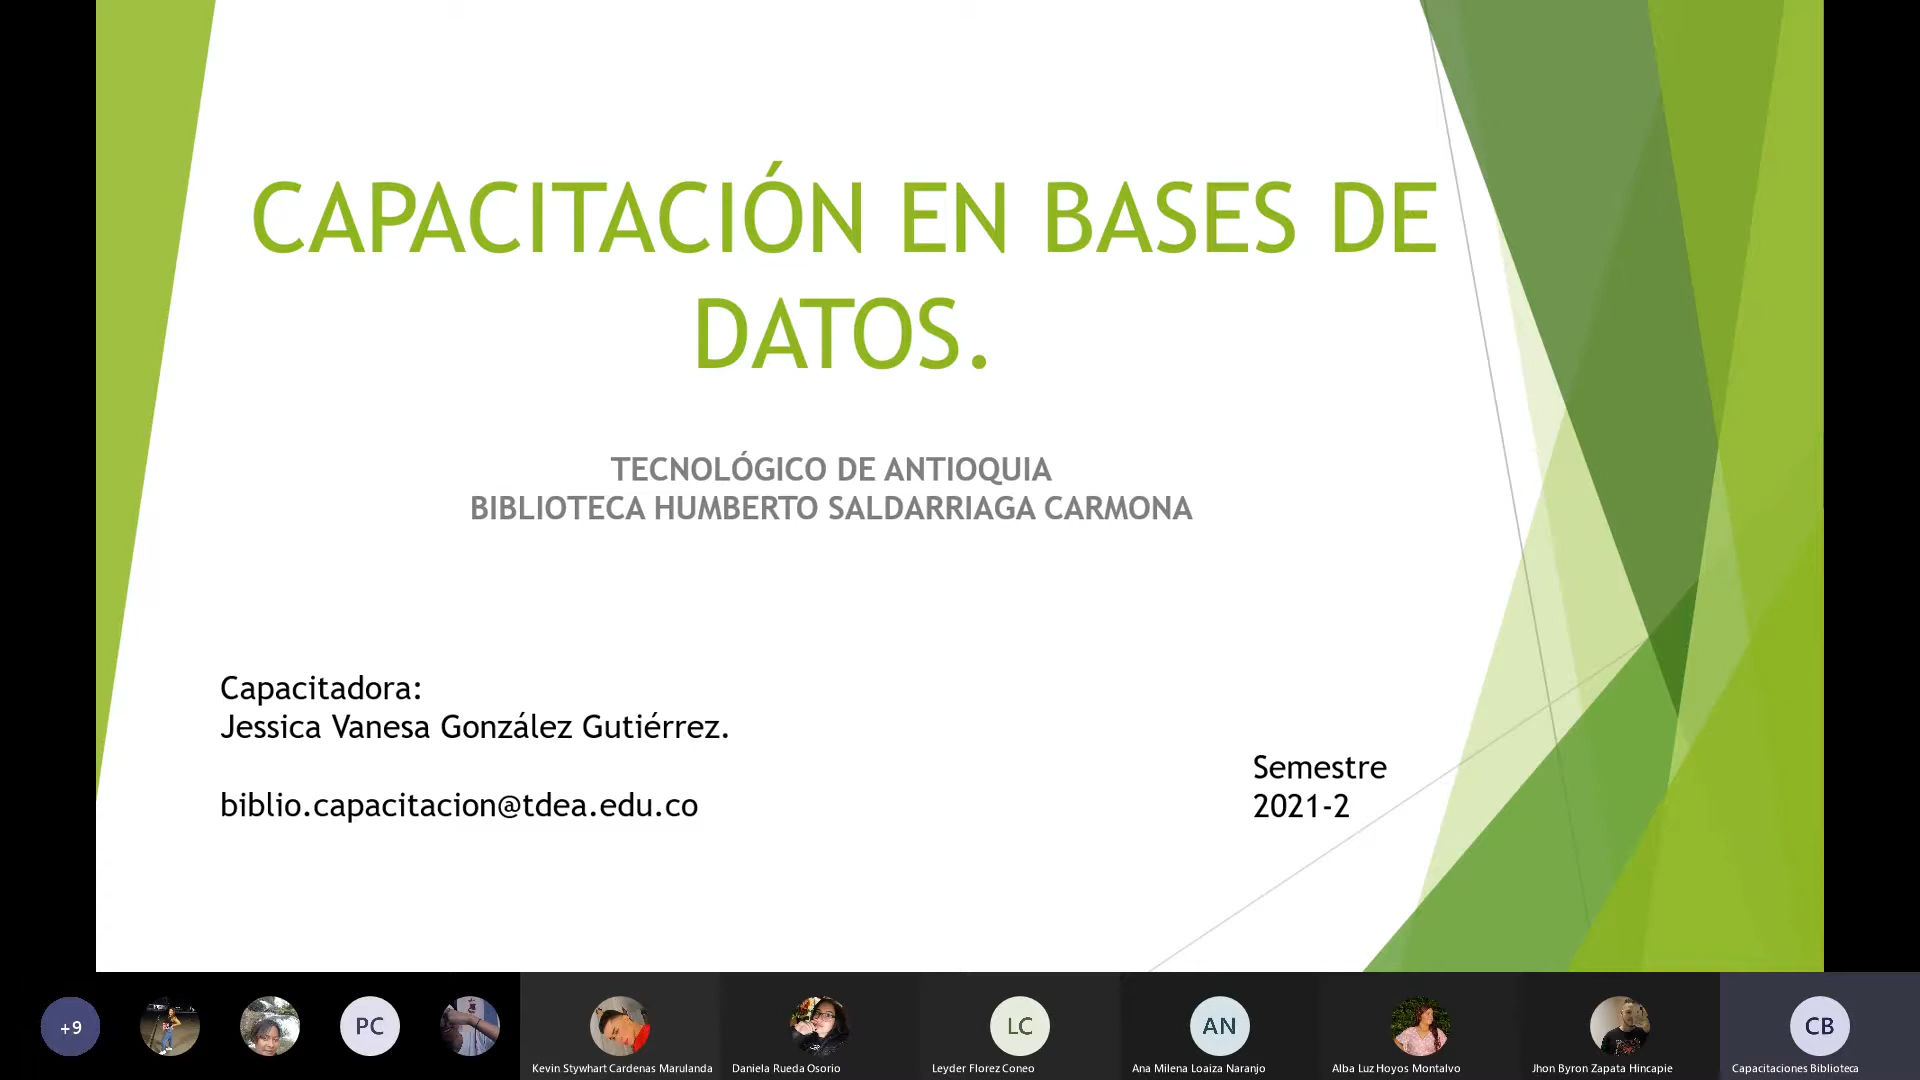 CAPACITACIÓN EN BASES DE
DATOS.
TECNOLÓGICO DE ANTIOQUIA
BIBLIOTECA HUMBERTO SALDARRIAGA CARMONA
Capacitadora:
Jessica Vanesa González Gutiérrez.
biblio.capacitacion@tdea.edu.co
Semestre
2021-2
+9
PC
LC
AN
CB
Kevin Stywhart Cardenas Marulanda
Daniela Rueda Osorio
Leyder Florez Coneo
Ana Milena Loaiza Naranjo
Alba Luz Hoyos Montalvo
Jhon Byron Zapata Hincapie
Capacitaciones Biblioteca